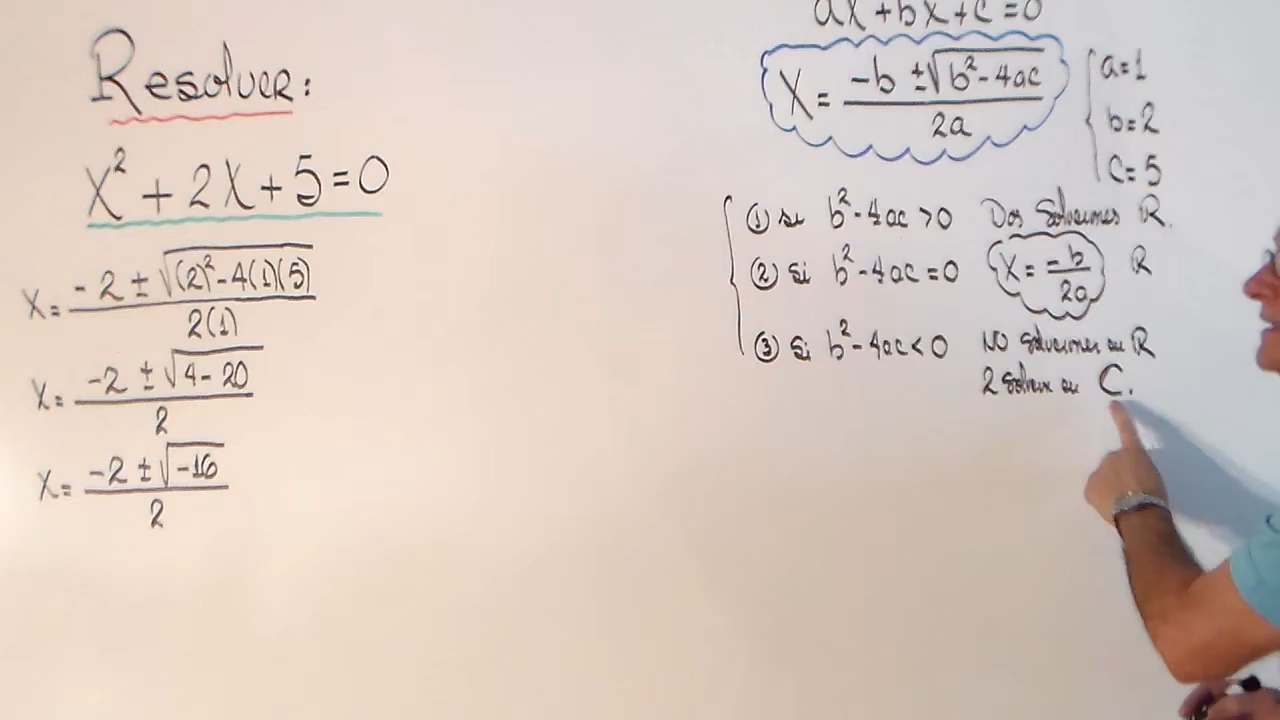 Resolver:
x² + 2x + 5 = 0
x = -2 ± √(2)² - 4(1)(5) / 2(1)
x = -2 ± √4 - 20 / 2
x = -2 ± √-16 / 2
ax + bx + c = 0
x = -b ± √b² - 4ac / 2a
a = 1
b = 2
c = 5
① si b² - 4ac > 0 Dos Soluciones R.
② si b² - 4ac = 0 x = -b / 2a R
③ si b² - 4ac < 0 NO Soluciones en R
2 en C.